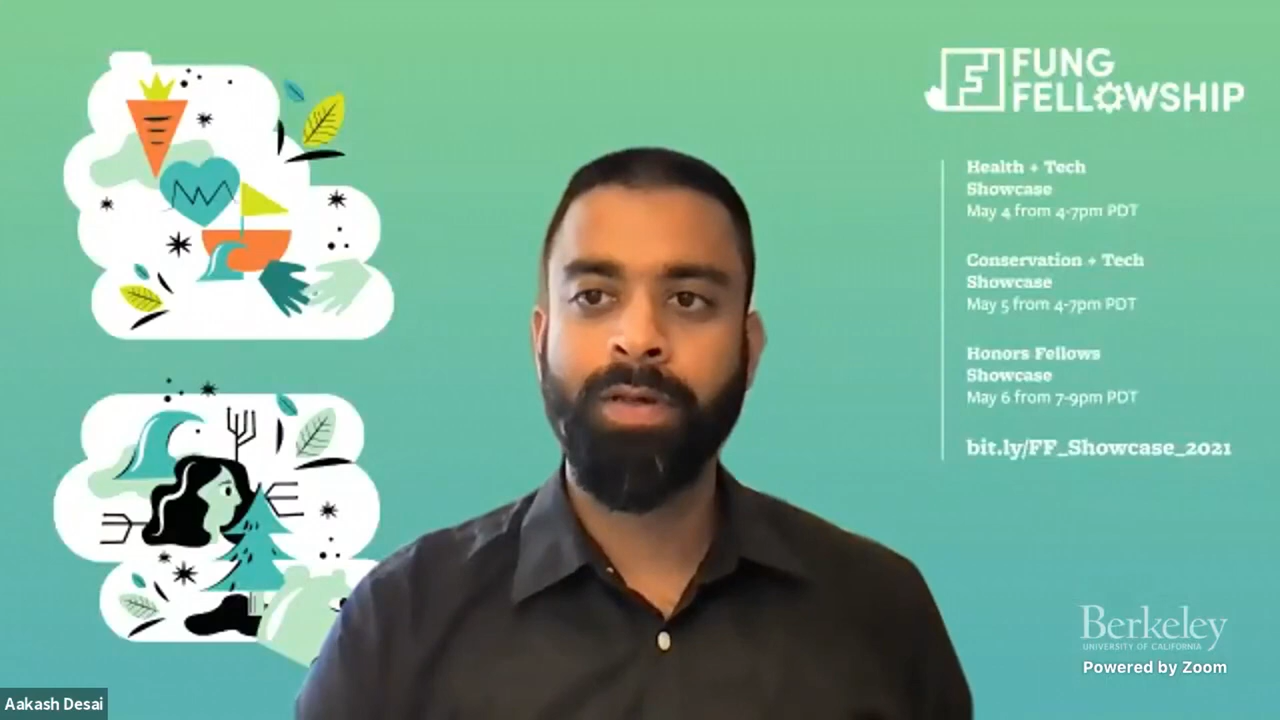 FUNG
FELLOWSHIP
Health + Tech
Showcase
May 4 from 4-7pm PDT
Conservation + Tech
Showcase
May 5 from 4-7pm PDT
Honors Fellows
Showcase
May 6 from 7-9pm PDT
bit.ly/FF_Showcase_2021
Berkeley
UNIVERSITY OF CALIFORNIA
Powered by Zoom
Aakash Desai